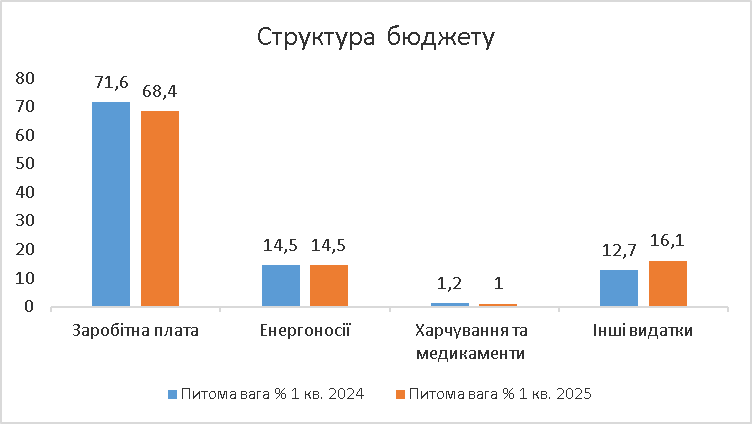 Структура бюджету
80
70
60
50
40
30
20
10
0
71,6
68,4
14,5
14,5
1,2
1
12,7
16,1
Заробітна плата
Енергоносії
Харчування та
медикаменти
Інші видатки
Питома вага % 1 кв. 2024
Питома вага % 1 кв. 2025